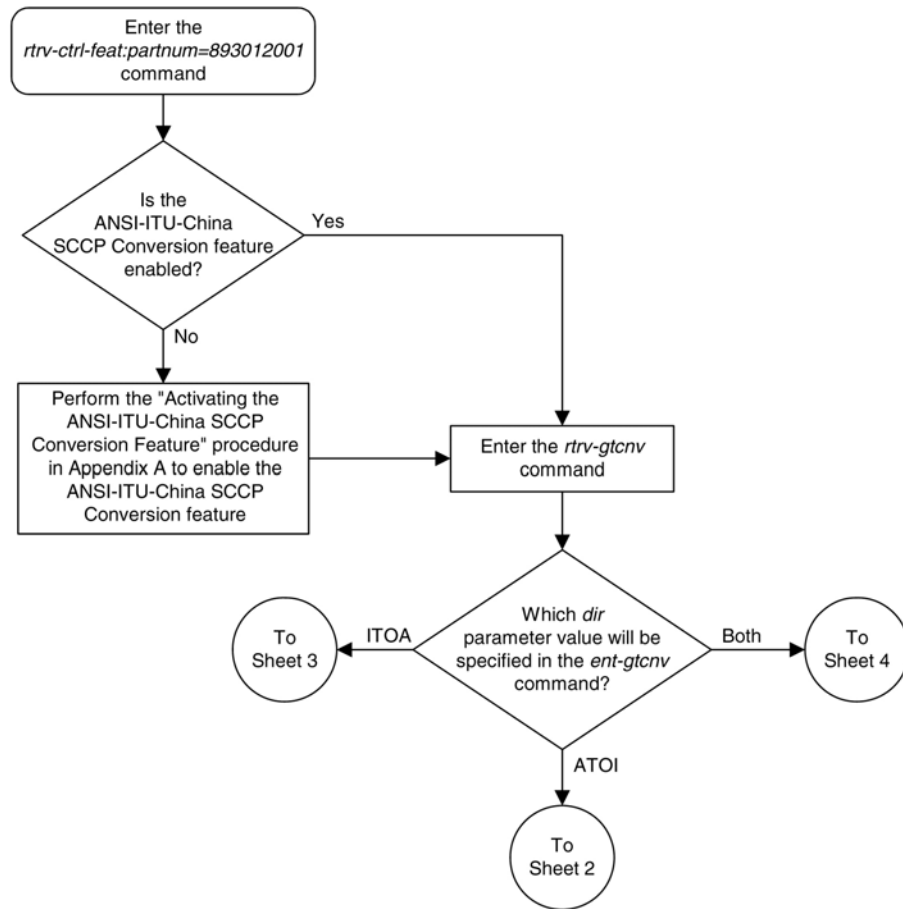 Enter the
rtrv-ctrl-feat:partnum=893012001
command
Is the
ANSI-ITU-China
SCCP Conversion feature
enabled?
Yes
No
Perform the "Activating the
ANSI-ITU-China SCCP
Conversion Feature" procedure
in Appendix A to enable the
ANSI-ITU-China SCCP
Conversion feature
Enter the rtrv-gtcnv
command
Which dir
parameter value will be
specified in the ent-gtcnv
command?
ITOA
To
Sheet 3
Both
To
Sheet 4
ATOI
To
Sheet 2